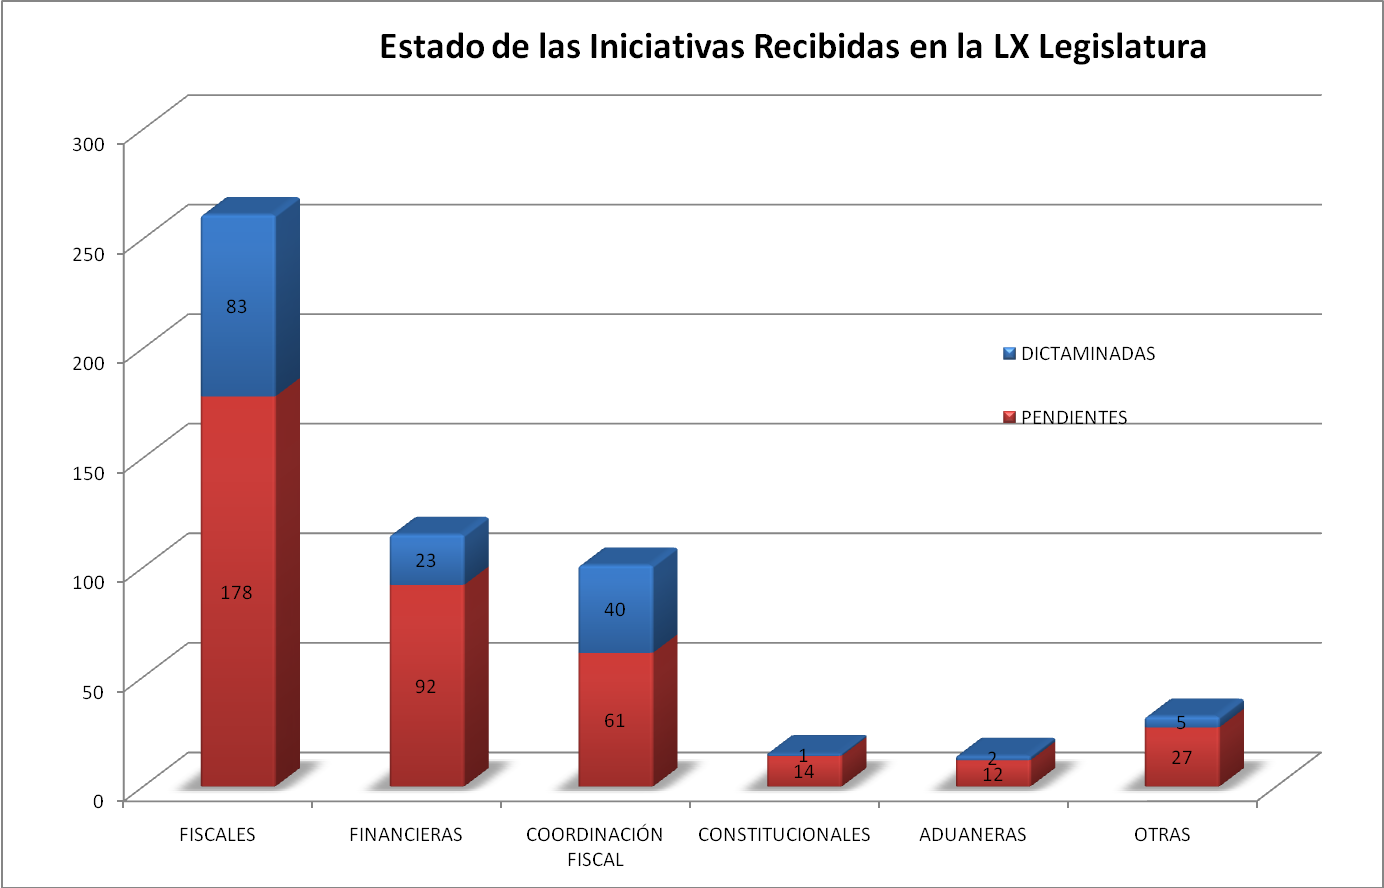 Estado de las Iniciativas Recibidas en la LX Legislatura
300
250
200
150
100
50
0
83
178
23
92
40
61
1
14
2
12
5
27
DICTAMINADAS
PENDIENTES
FISCALES
FINANCIERAS
COORDINACIÓN
FISCAL
CONSTITUCIONALES
ADUANERAS
OTRAS